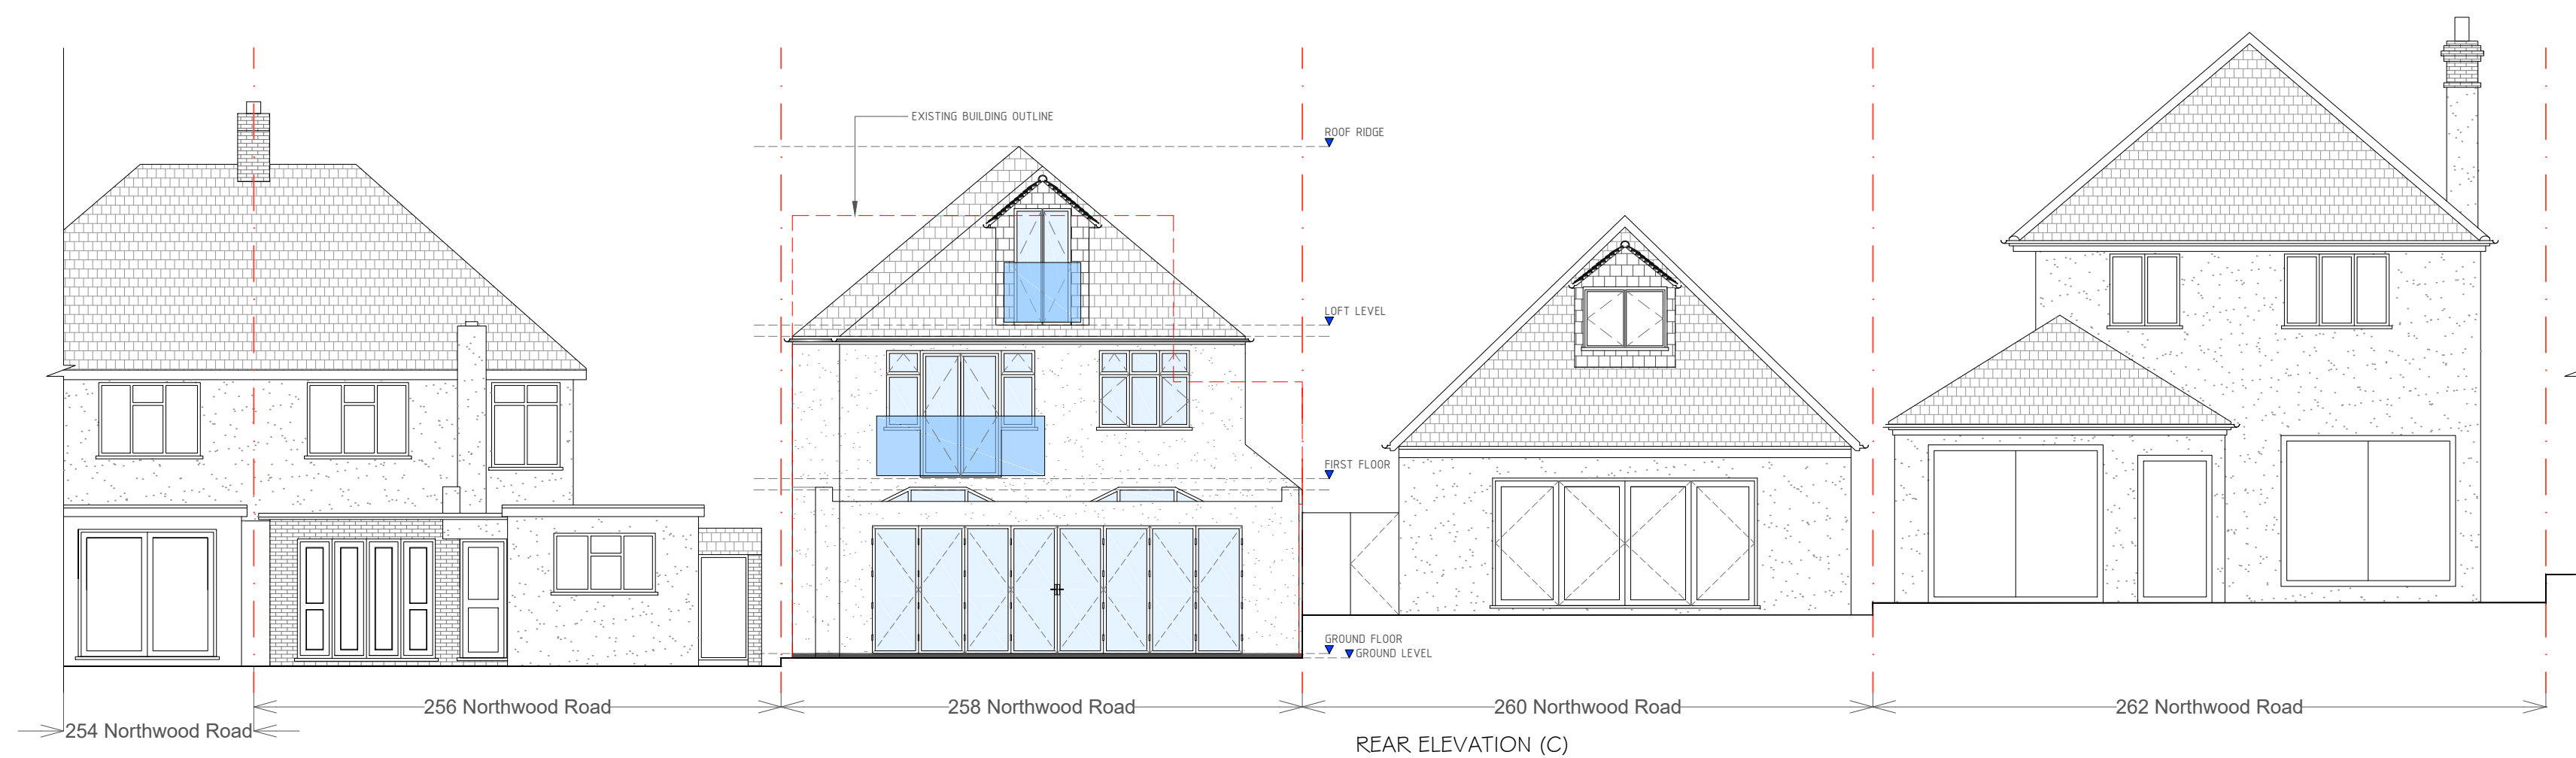 EXISTING BUILDING OUTLINE
ROOF RIDGE
LOFT LEVEL
FIRST FLOOR
GROUND FLOOR
GROUND LEVEL
254 Northwood Road
256 Northwood Road
258 Northwood Road
260 Northwood Road
262 Northwood Road
REAR ELEVATION (C)